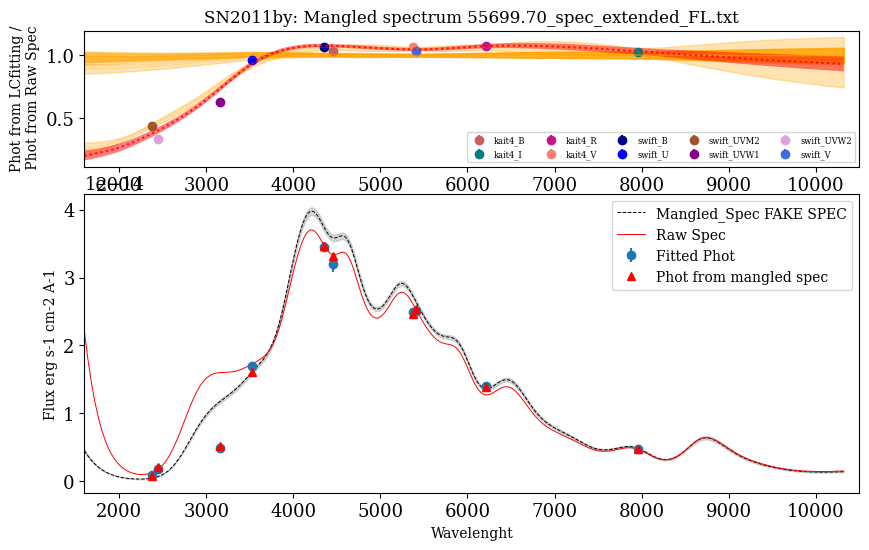 SN2011by: Mangled spectrum 55699.70_spec_extended_FL.txt
Phot from LCfitting /
Phot from Raw Spec
1.0
0.5
kait4_B kait4_R swift_B swift_UVM2 swift_UVW2
kait4_I kait4_V swift_U swift_UVW1 swift_V
2000 3000 4000 5000 6000 7000 8000 9000 10000
1e−14
Flux erg s-1 cm-2 A-1
4
3
2
1
0
Mangled_Spec FAKE SPEC
Raw Spec
Fitted Phot
Phot from mangled spec
2000 3000 4000 5000 6000 7000 8000 9000 10000
Wavelenght